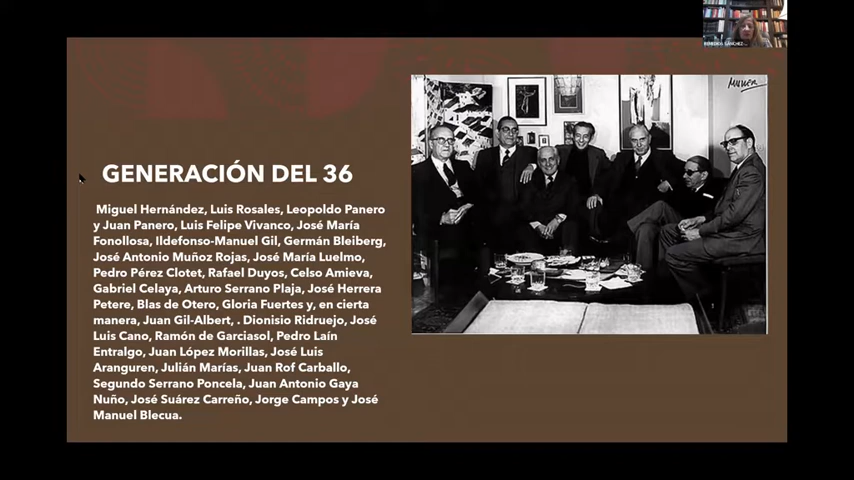 GENERACIÓN DEL 36
Miguel Hernández, Luis Rosales, Leopoldo Panero
y Juan Panero, Luis Felipe Vivanco, José María
Fonollosa, Ildefonso-Manuel Gil, Germán Bleiberg,
José Antonio Muñoz Rojas, José María Luelmo,
Pedro Pérez Clotet, Rafael Duyos, Celso Amieva,
Gabriel Celaya, Arturo Serrano Plaja, José Herrera
Petere, Blas de Otero, Gloria Fuertes y, en cierta
manera, Juan Gil-Albert, . Dionisio Ridruejo, José
Luis Cano, Ramón de Garciasol, Pedro Laín
Entralgo, Juan López Morillas, José Luis
Aranguren, Julián Marías, Juan Rof Carballo,
Segundo Serrano Poncela, Juan Antonio Gaya
Nuño, José Suárez Carreño, Jorge Campos y José
Manuel Blecua.